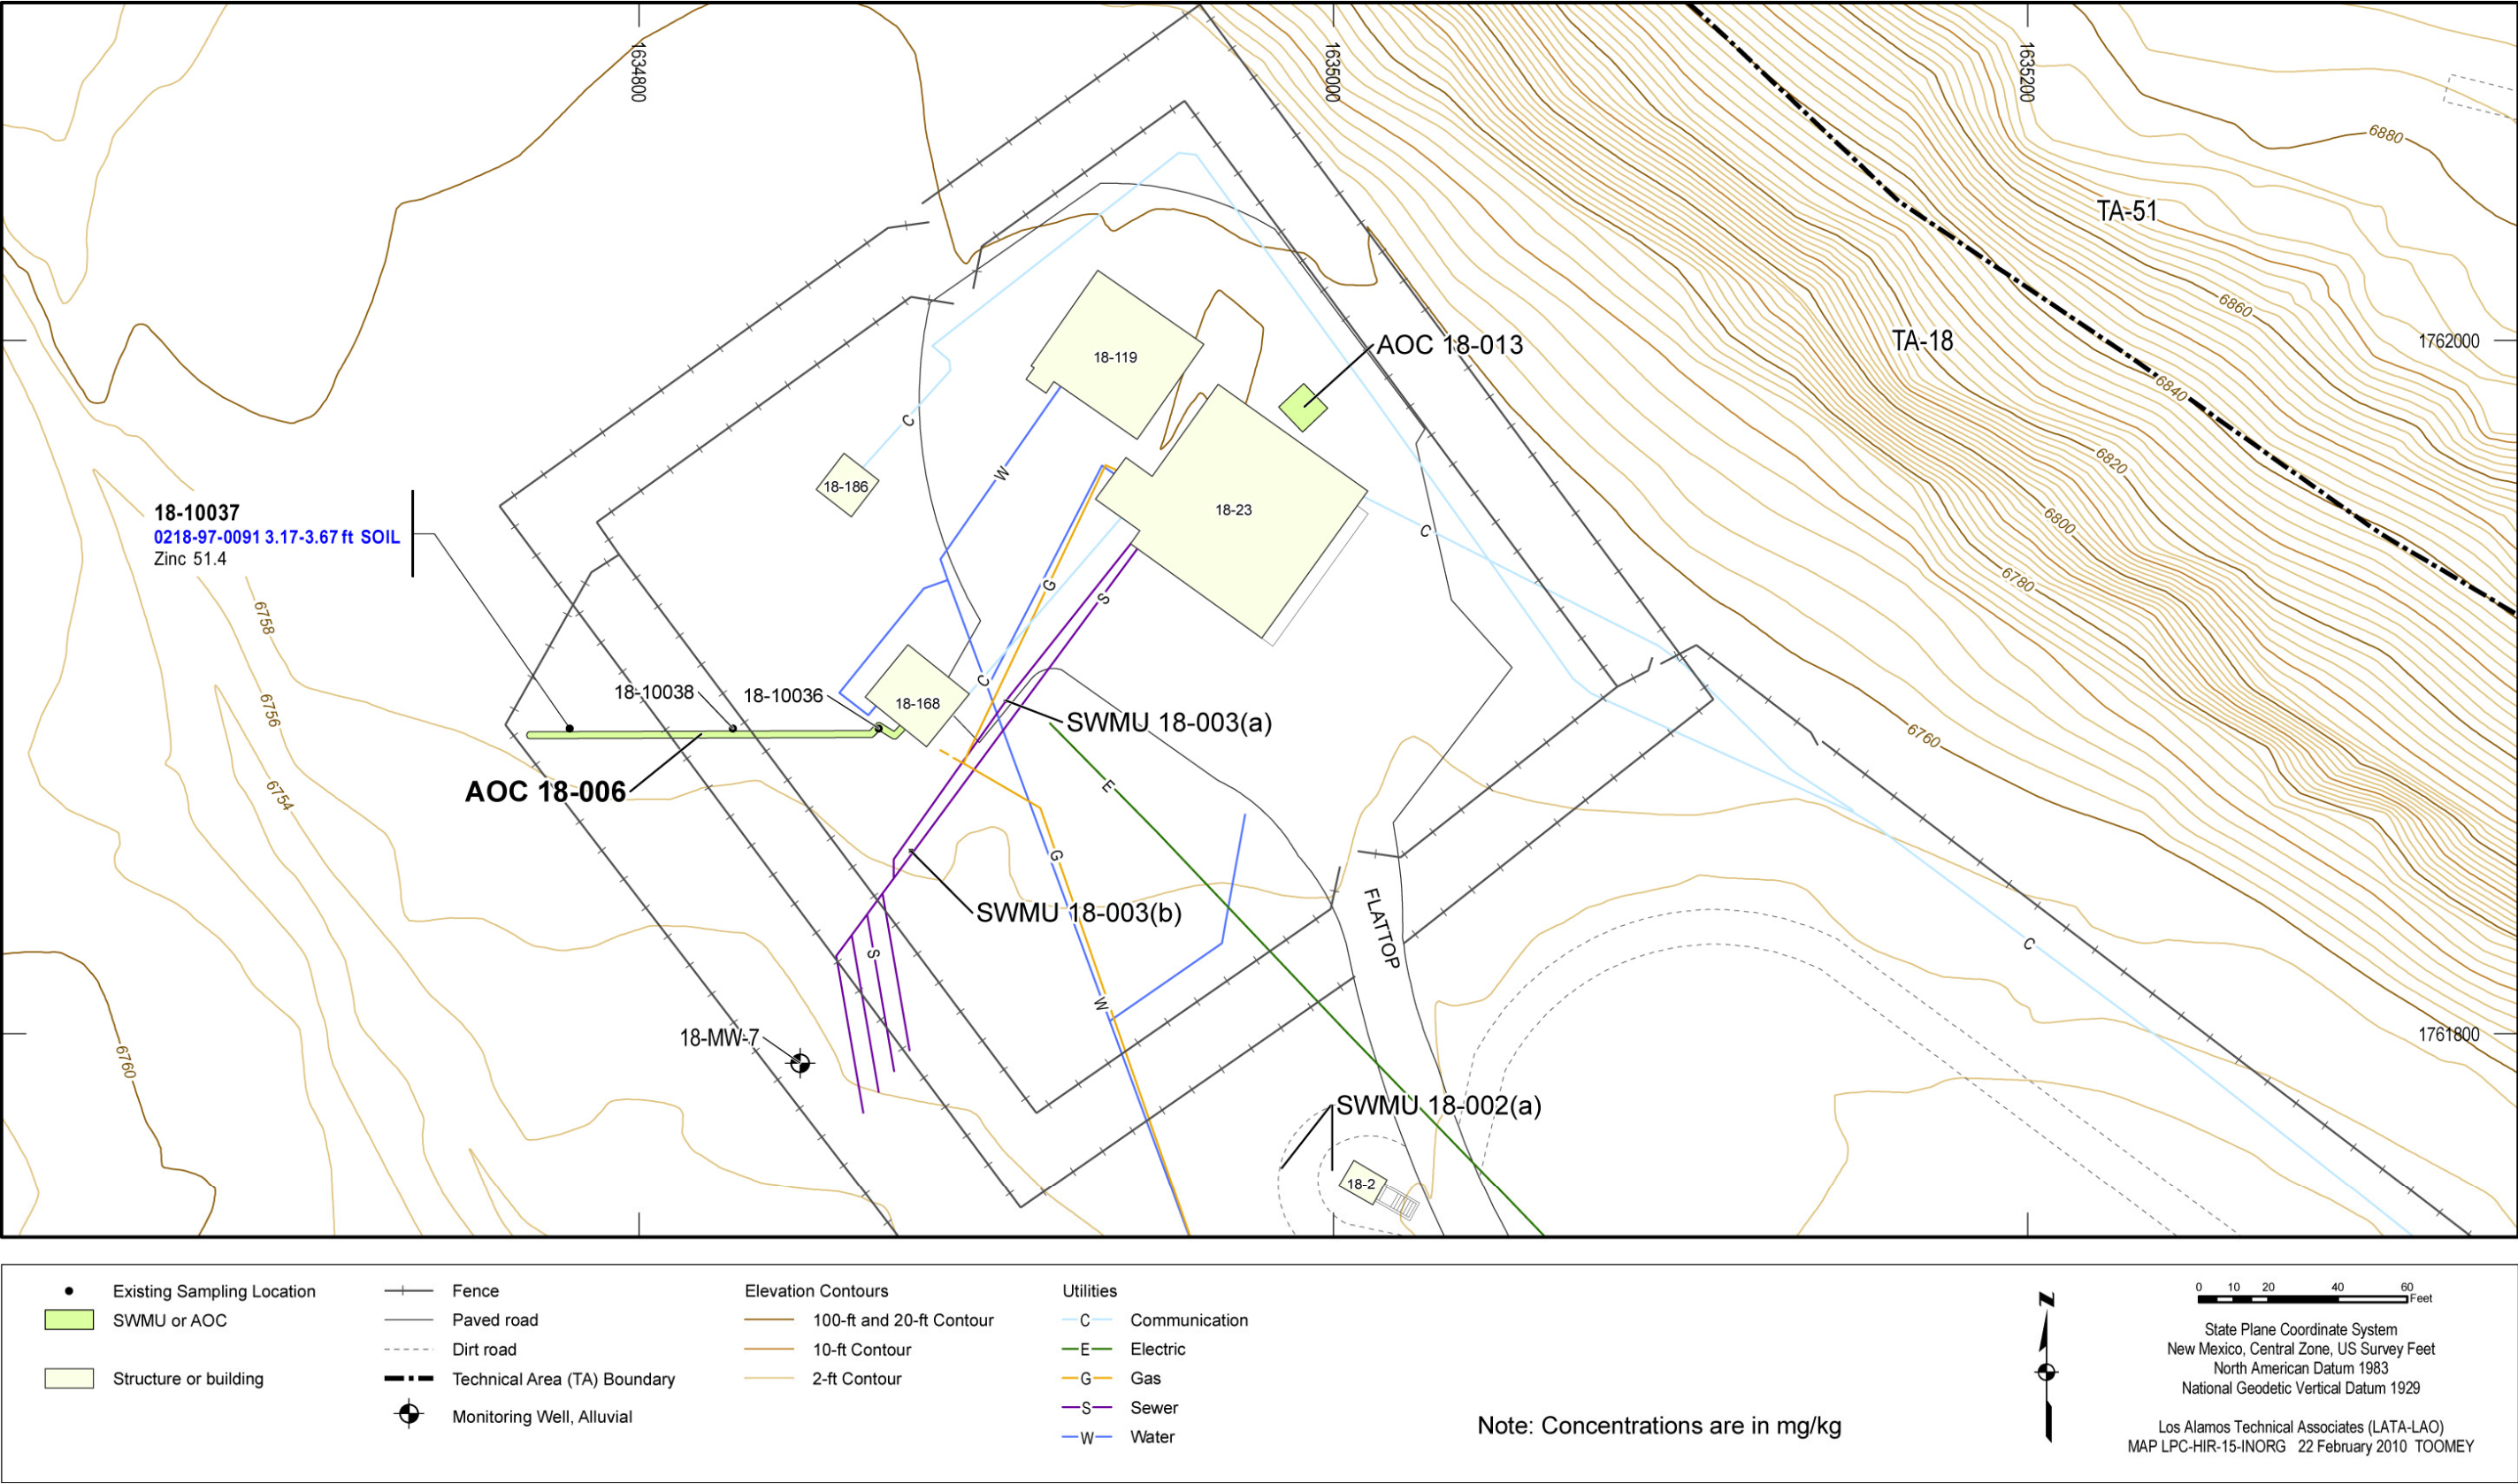 1634800
1635000
1635200
6880
TA-51
6860
TA-18
1762000
AOC 18-013
18-119
6840
C
W
18-186
6820
18-10037
0218-97-0091 3.17-3.67 ft SOIL
Zinc 51.4
18-23
C
6800
G
S
6780
6758
C
18-10038
18-10036
18-168
6756
SWMU 18-003(a)
6760
AOC 18-006
E
6754
G
SWMU 18-003(b)
FLATTOP
S
C
W
18-MW-7
1761800
6760
SWMU 18-002(a)
18-2
Existing Sampling Location
SWMU or AOC
Structure or building
Fence
Paved road
Dirt road
Technical Area (TA) Boundary
Monitoring Well, Alluvial
Elevation Contours
100-ft and 20-ft Contour
10-ft Contour
2-ft Contour
Utilities
C Communication
E Electric
G Gas
S Sewer
W Water
Note: Concentrations are in mg/kg
N
0 10 20 40 60
Feet
State Plane Coordinate System
New Mexico, Central Zone, US Survey Feet
North American Datum 1983
National Geodetic Vertical Datum 1929
Los Alamos Technical Associates (LATA-LAO)
MAP LPC-HIR-15-INORG 22 February 2010 TOOMEY